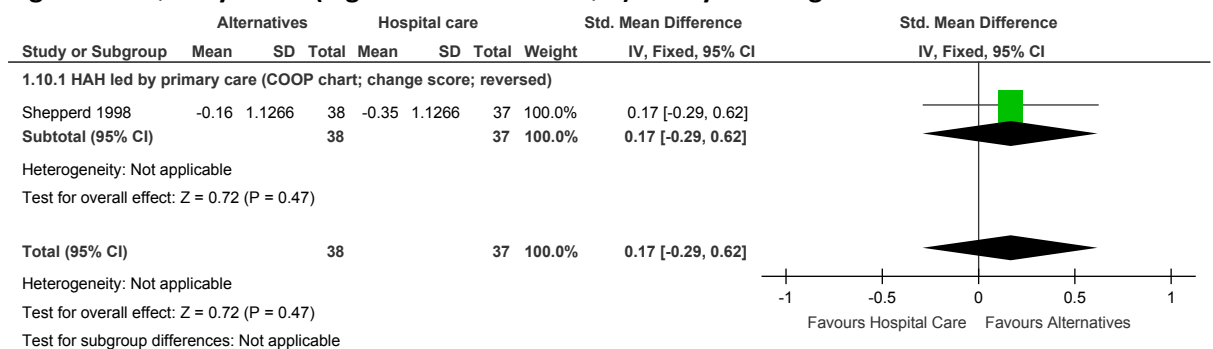 Alternatives Hospital care Std. Mean Difference Std. Mean Difference
Study or Subgroup Mean SD Total Mean SD Total Weight IV, Fixed, 95% CI IV, Fixed, 95% CI
1.10.1 HAH led by primary care (COOP chart; change score; reversed)
Shepperd 1998 -0.16 1.1266 38 -0.35 1.1266 37 100.0% 0.17 [-0.29, 0.62]
Subtotal (95% CI) 38 37 100.0% 0.17 [-0.29, 0.62]
Heterogeneity: Not applicable
Test for overall effect: Z = 0.72 (P = 0.47)
Total (95% CI) 38 37 100.0% 0.17 [-0.29, 0.62]
Heterogeneity: Not applicable
Test for overall effect: Z = 0.72 (P = 0.47)
Test for subgroup differences: Not applicable
-1 -0.5 0 0.5 1
Favours Hospital Care Favours Alternatives